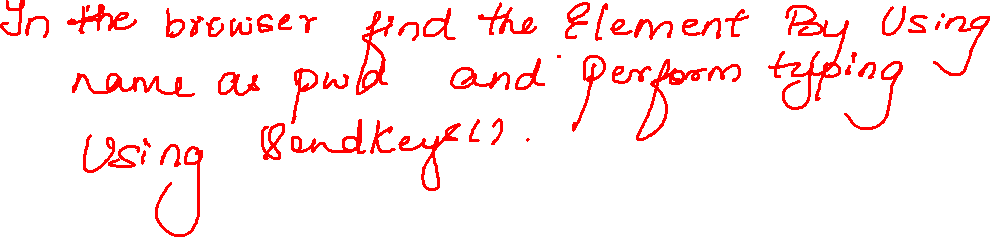 In the browser find the Element By Using
name as pwd and perform typing
Using Sendkeys().